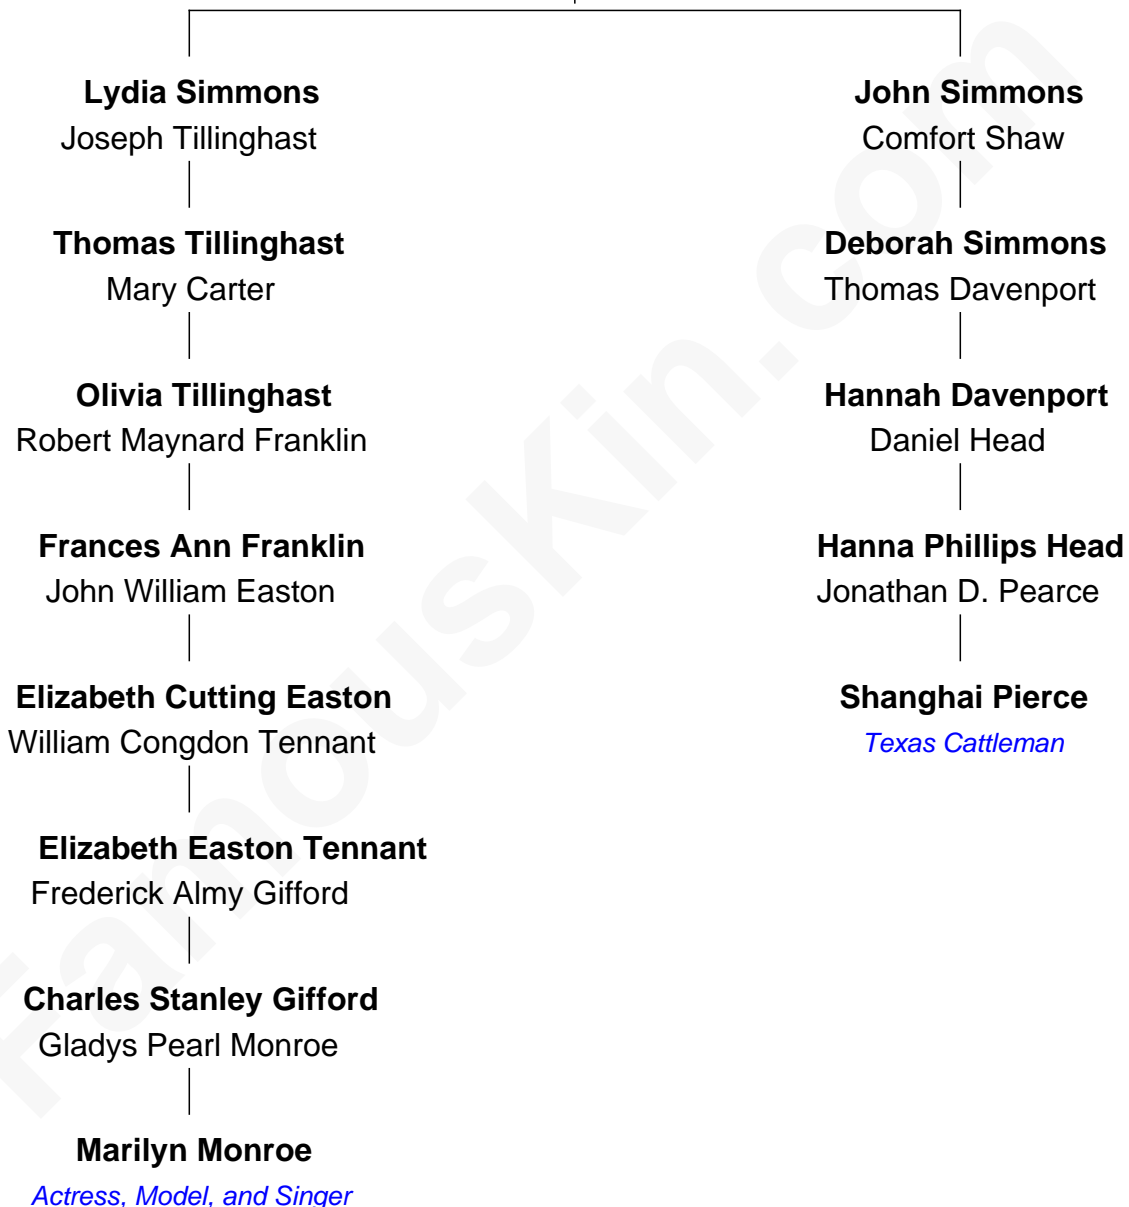 Lydia Simmons
Joseph Tillinghast
Thomas Tillinghast
Mary Carter
Olivia Tillinghast
Robert Maynard Franklin
Frances Ann Franklin
John William Easton
Elizabeth Cutting Easton
William Congdon Tennant
Elizabeth Easton Tennant
Frederick Almy Gifford
Charles Stanley Gifford
Gladys Pearl Monroe
Marilyn Monroe
Actress, Model, and Singer
John Simmons
Comfort Shaw
Deborah Simmons
Thomas Davenport
Hannah Davenport
Daniel Head
Hanna Phillips Head
Jonathan D. Pearce
Shanghai Pierce
Texas Cattleman
FamousKin.com